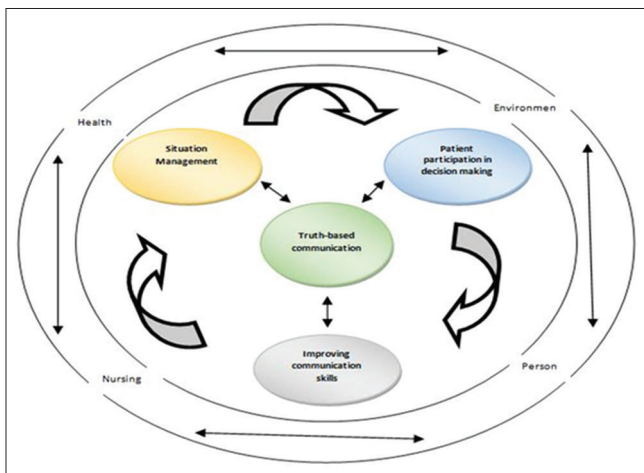 Health
Environmen
Situation
Management
Patient
participation in
decision making
Truth-based
communication
Improving
communication
skills
Nursing
Person